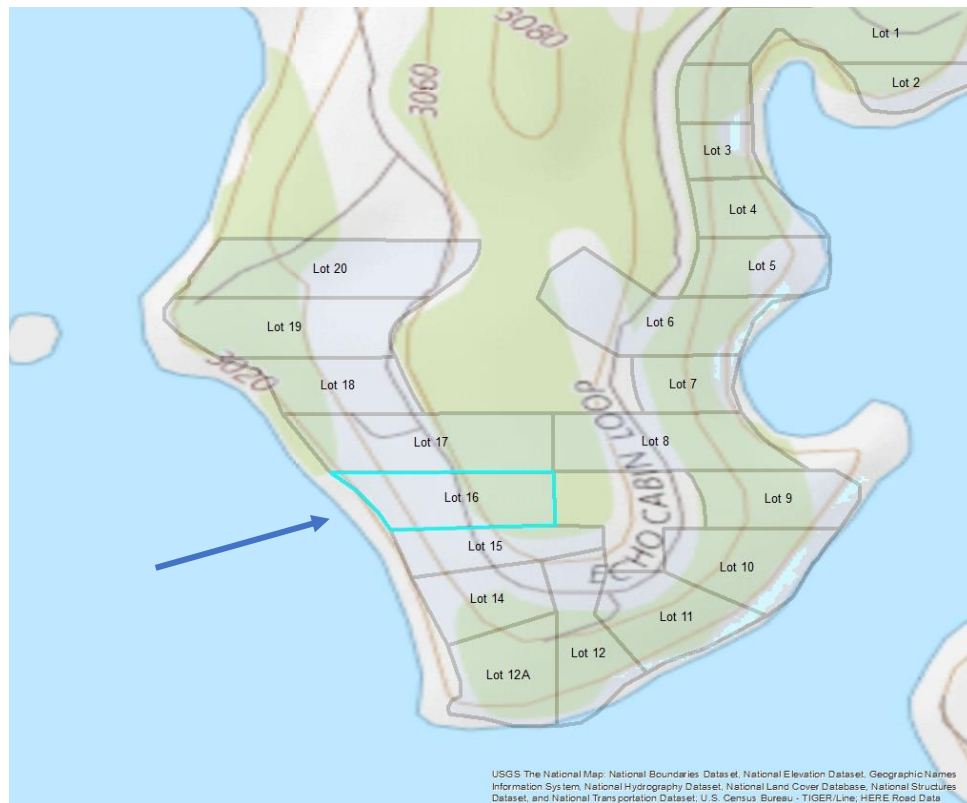 3080
Lot 1
Lot 2
3060
Lot 3
Lot 4
Lot 5
Lot 20
Lot 6
Lot 19
3020
Lot 18
Lot 7
Lot 17
Lot 8
HO CABIN LOOP
Lot 16
Lot 9
Lot 15
Lot 10
Lot 14
Lot 11
Lot 12
Lot 12A
USGS The National Map: National Boundaries Dataset, National Elevation Dataset, Geographic Names
Information System, National Hydrography Dataset, National Land Cover Database, National Structures
Dataset, and National Transportation Dataset; U.S. Census Bureau - TIGER/Line; HERE Road Data